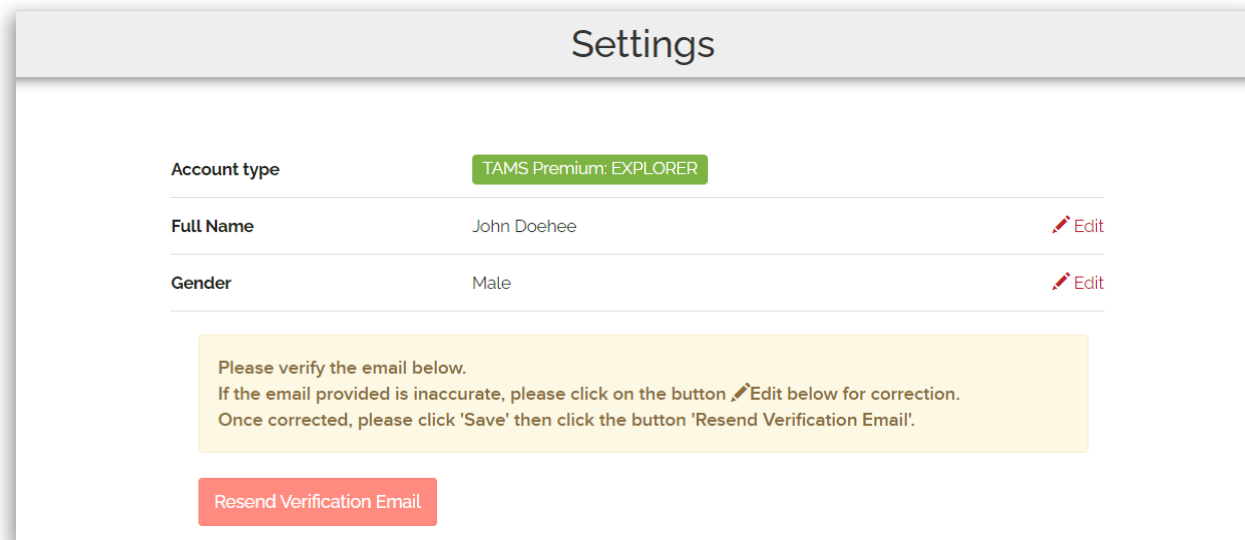 Settings
Account type TAMS Premium: EXPLORER
Full Name John Doehee Edit
Gender Male Edit
Please verify the email below.
If the email provided is inaccurate, please click on the button Edit below for correction.
Once corrected, please click 'Save' then click the button 'Resend Verification Email'.
Resend Verification Email